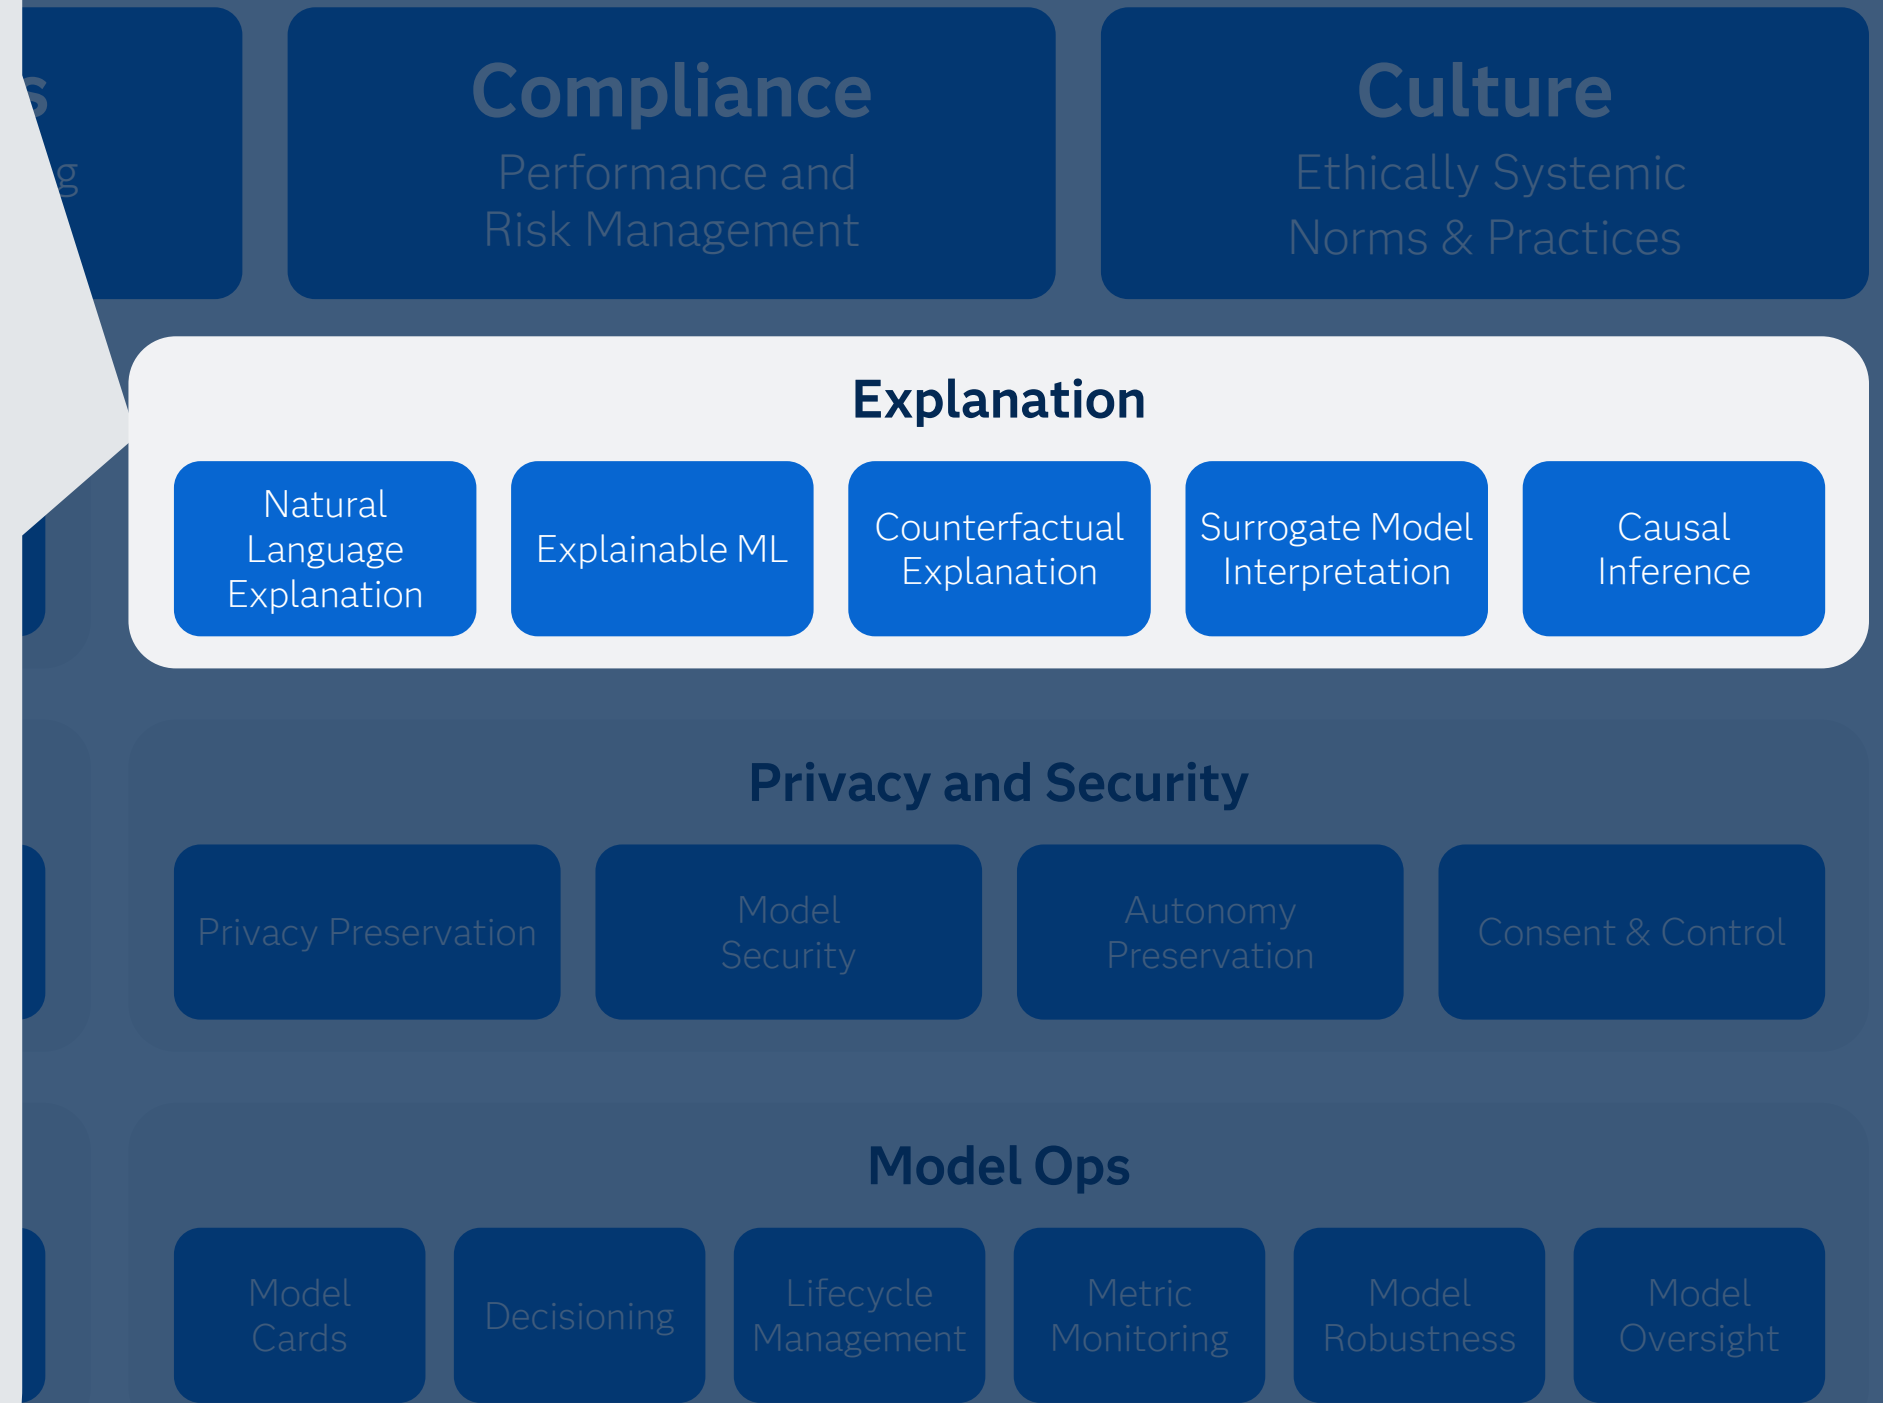 s
g
Compliance
Performance and
Risk Management
Culture
Ethically Systemic
Norms & Practices
Explanation
Natural
Language
Explanation
Explainable ML
Counterfactual
Explanation
Surrogate Model
Interpretation
Causal
Inference
Privacy and Security
Privacy Preservation
Model
Security
Autonomy
Preservation
Consent & Control
Model Ops
Model
Cards
Decisioning
Lifecycle
Management
Metric
Monitoring
Model
Robustness
Model
Oversight